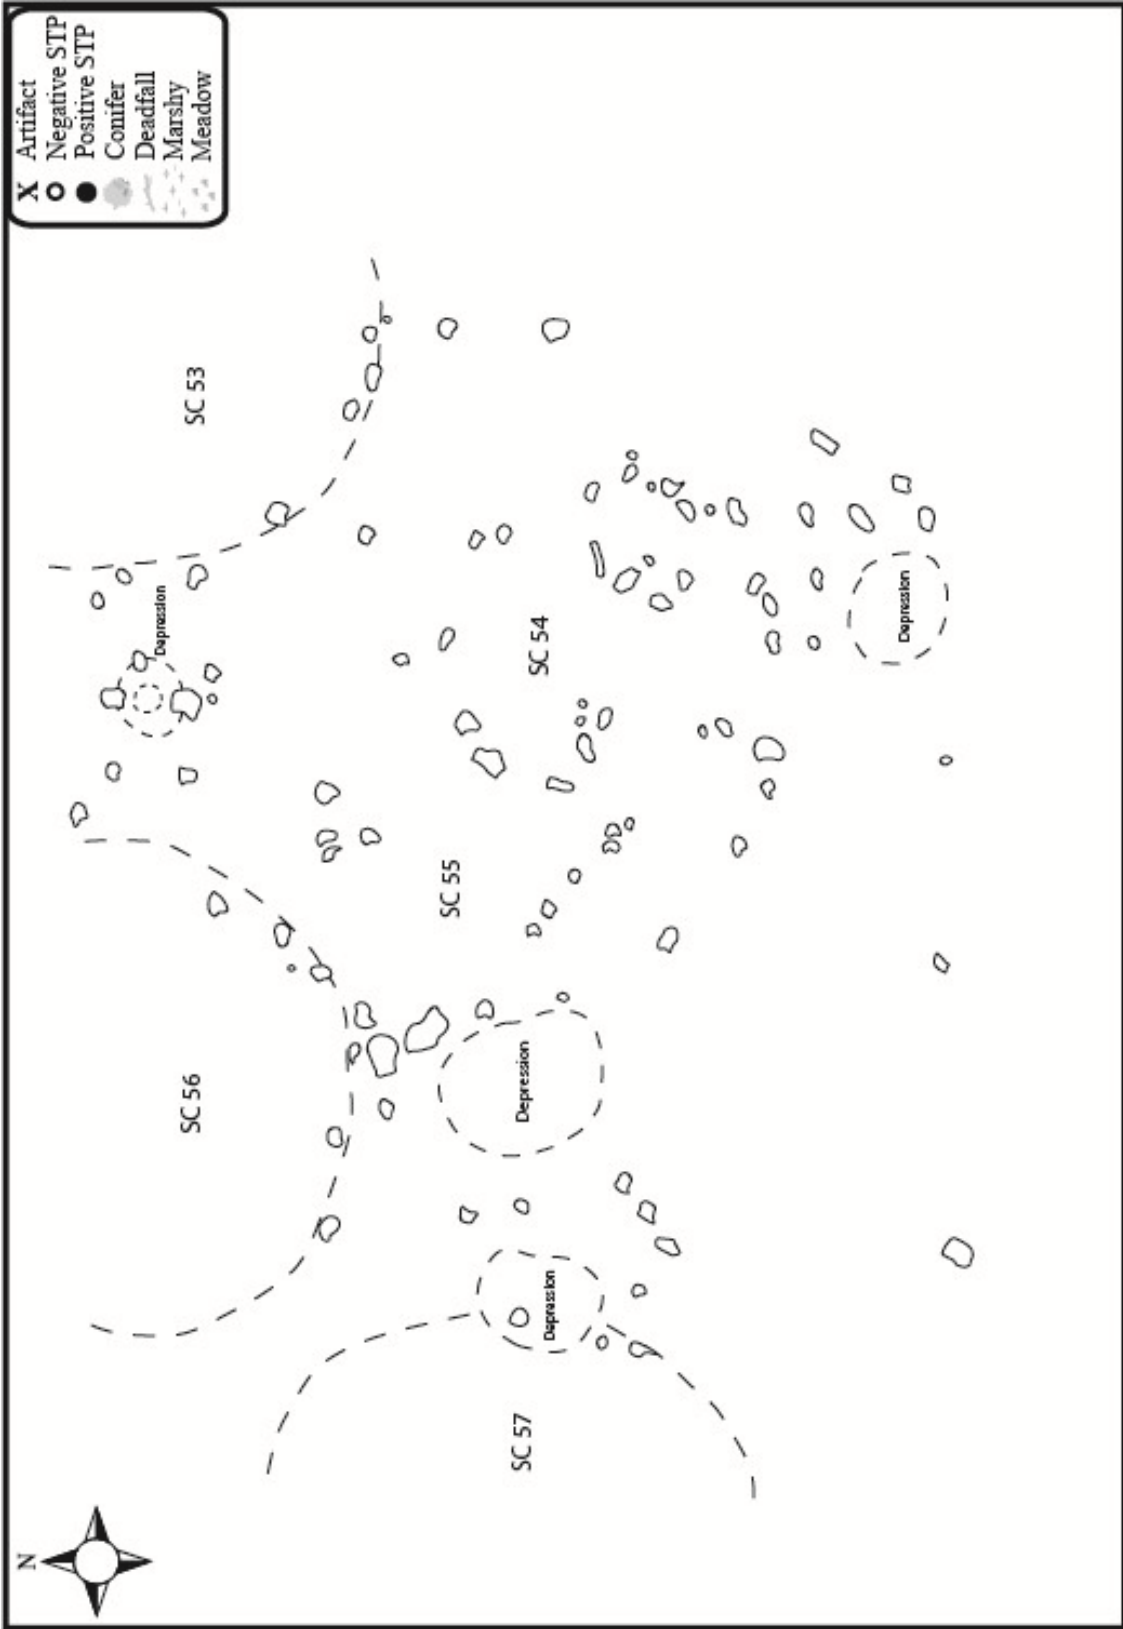 X Artifact
Negative STP
Positive STP
Conifer
Deadfall
Marshy
Meadow
SC 53
Depression
SC 54
Depression
SC 55
SC 56
Depression
Depression
SC 57
N